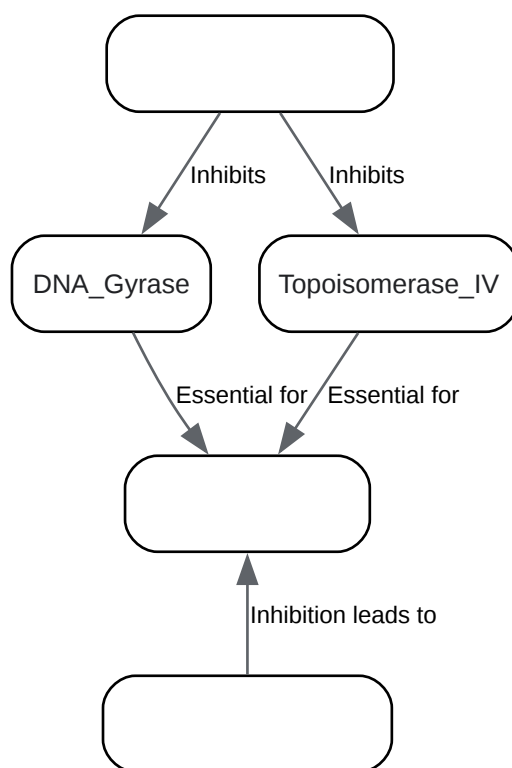 Inhibits
Inhibits
DNA_Gyrase
Topoisomerase_IV
Essential for
Essential for
Inhibition leads to